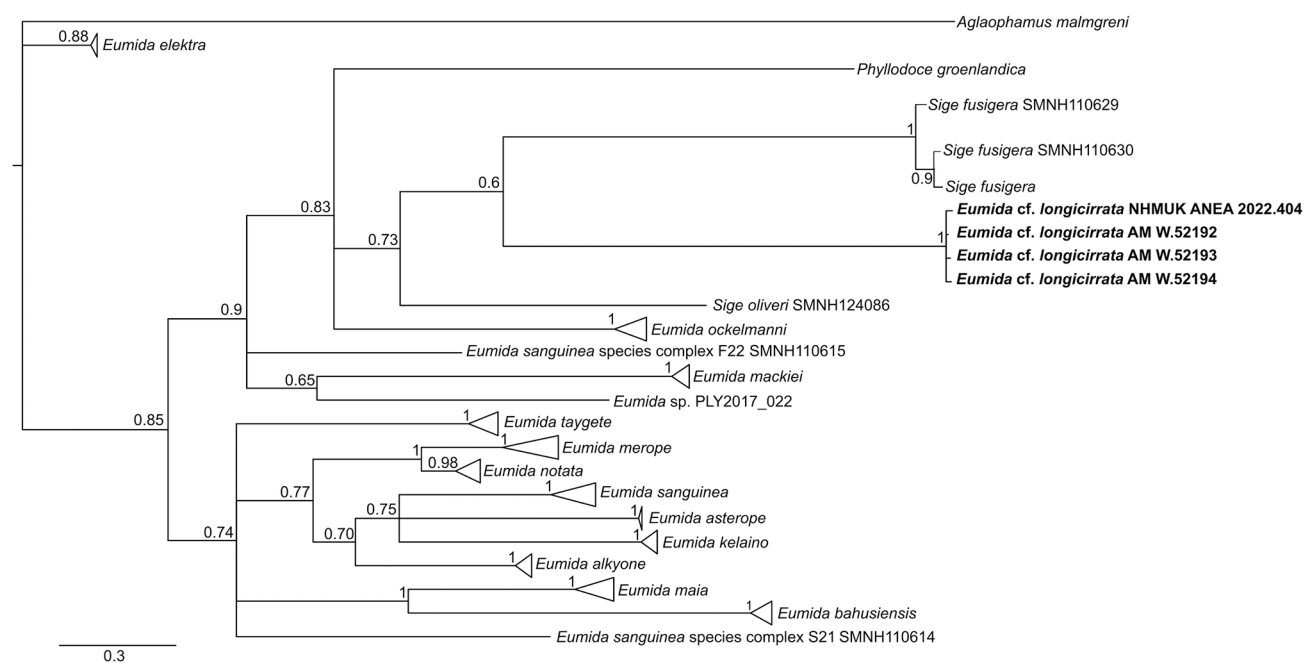 Aglaophamus malmgreni
0.88 Eumida elektra
Phyllodoce groenlandica
Sige fusigera SMNH110629
1
Sige fusigera SMNH110630
0.9
Sige fusigera
0.6
Eumida cf. longicirrata NHMUK ANEA 2022.404
0.83
Eumida cf. longicirrata AM W.52192
0.73
1
Eumida cf. longicirrata AM W.52193
Eumida cf. longicirrata AM W.52194
Sige oliveri SMNH124086
0.9
1 Eumida ockelmanni
Eumida sanguinea species complex F22 SMNH110615
0.65
1 Eumida mackiei
Eumida sp. PLY2017_022
0.85
1 Eumida taygete
1
1 Eumida merope
0.98 Eumida notata
0.77
1 Eumida sanguinea
0.75
1 Eumida asterope
0.74
0.70
1 Eumida kelaino
1 Eumida alkyone
1
1 Eumida maia
1 Eumida bahusiensis
Eumida sanguinea species complex S21 SMNH110614
0.3